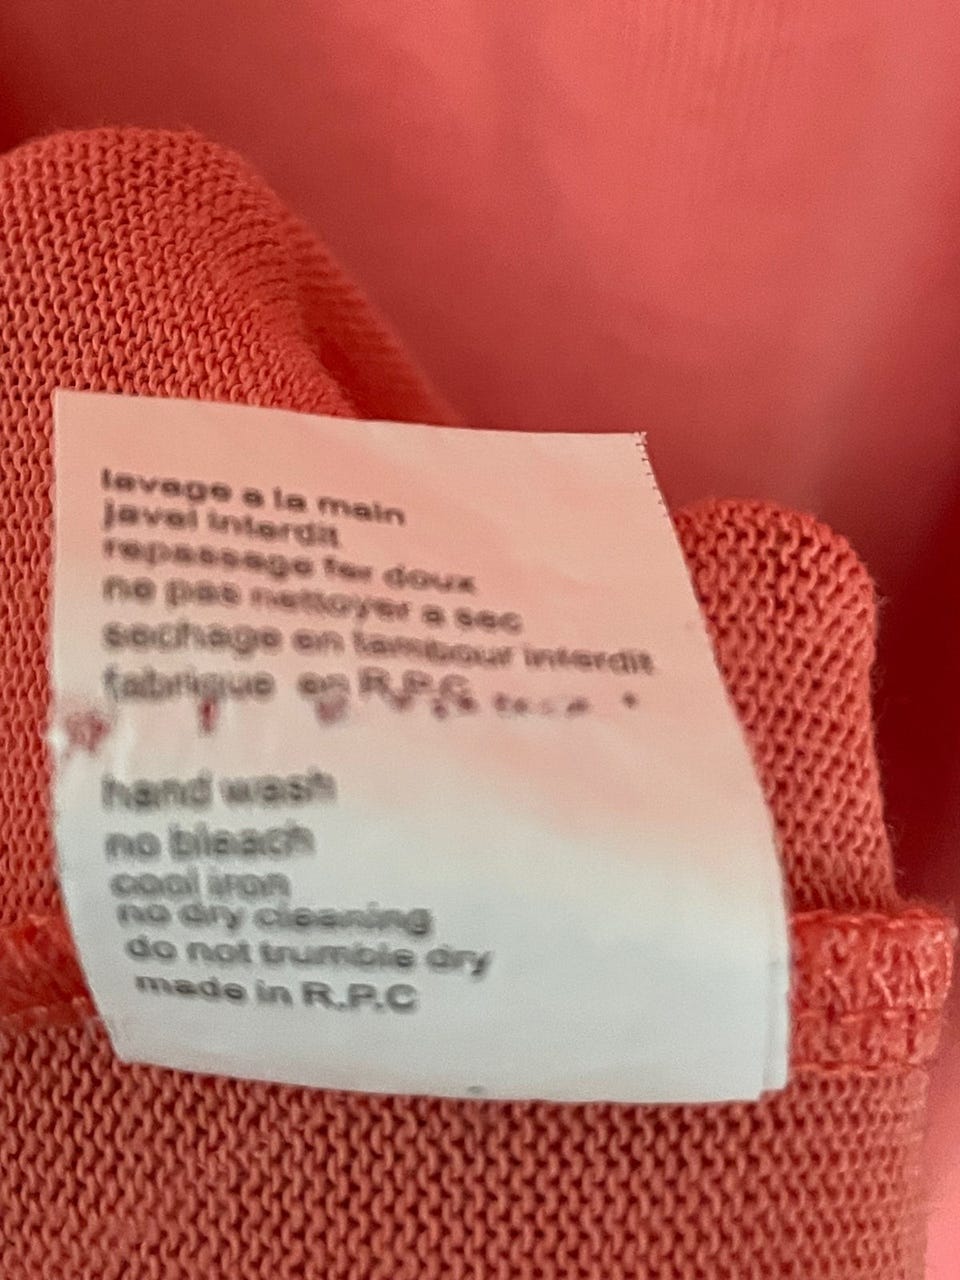 lavage a la main
javel interdit
repassage fer doux
ne pas nettoyer a sec
sechage en tambour interdit
fabrique en R.P.C
hand wash
no bleach
cool iron
no dry cleaning
do not trumble dry
made in R.P.C